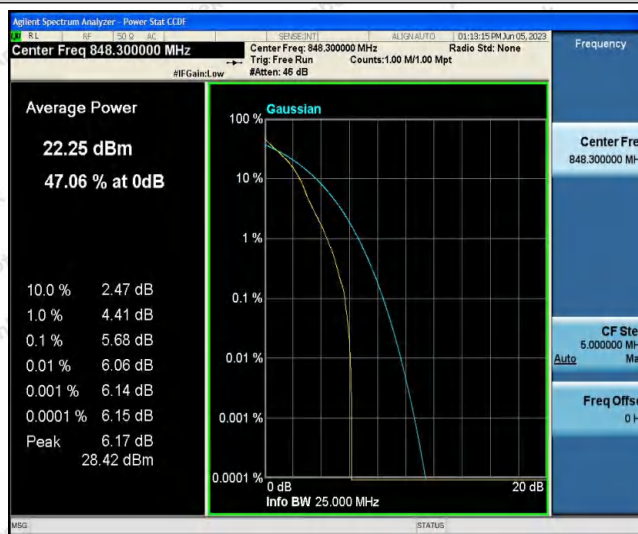 Agilent Spectrum Analyzer - Power Stat CCDF
RL RF 50 Ω AC SENSE:INT ALIGN AUTO 01:13:15 PM Jun 05, 2023
Center Freq 848.300000 MHz
Center Freq: 848.300000 MHz Radio Std: None
Trig: Free Run Counts:1.00 M/1.00 Mpt
#IFGain:Low #Atten: 46 dB
Frequency
Average Power
22.25 dBm
47.06 % at 0dB
10.0 % 2.47 dB
1.0 % 4.41 dB
0.1 % 5.68 dB
0.01 % 6.06 dB
0.001 % 6.14 dB
0.0001 % 6.15 dB
Peak 6.17 dB
28.42 dBm
Gaussian
100 %
10 %
1 %
0.1 %
0.01 %
0.001 %
0.0001 %
0 dB 20 dB
Info BW 25.000 MHz
Center Fre
848.300000 MH
CF Ste
5.000000 MH
Auto Ma
Freq Offse
0 H
MSG STATUS